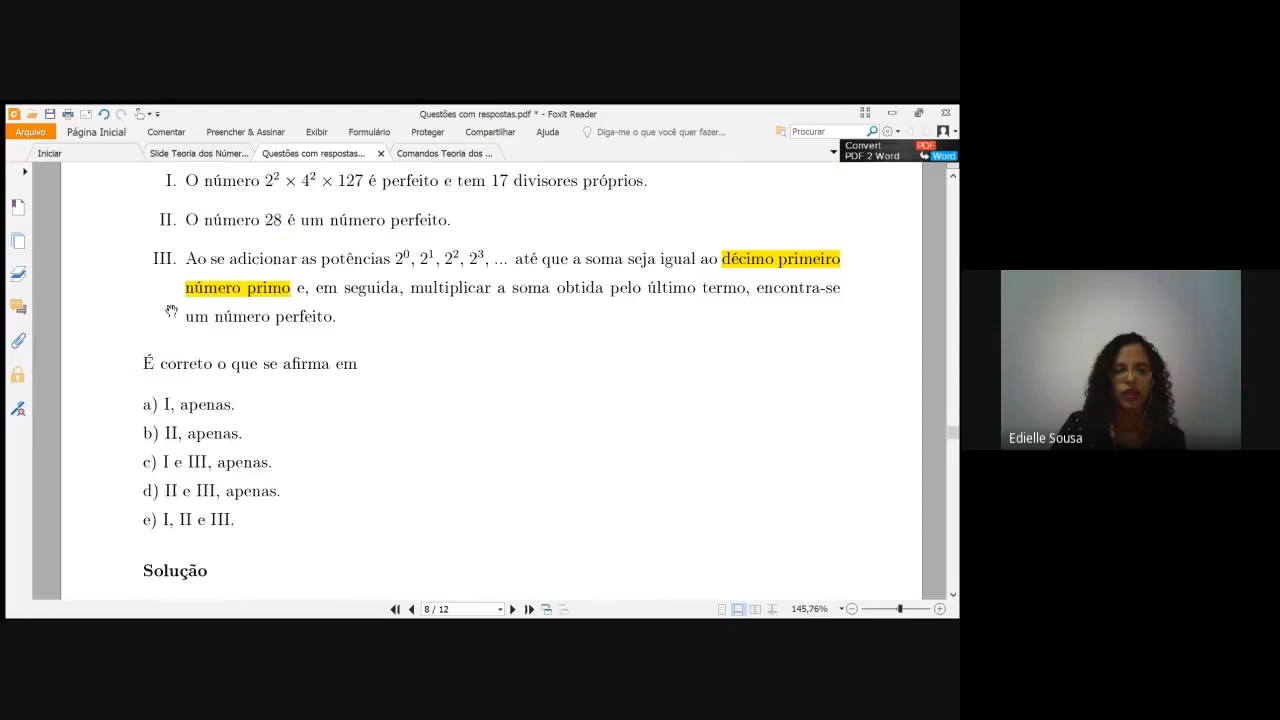 Questões com respostas.pdf * - Foxit Reader
Arquivo Página Inicial Comentar Preencher & Assinar Exibir Formulário Proteger Compartilhar Ajuda Diga-me o que você quer fazer... Procurar
Iniciar Slide Teoria dos Númer... Questões com respostas... Comandos Teoria dos ...
Convert PDF
PDF 2 Word Word
I. O número 2² × 4² × 127 é perfeito e tem 17 divisores próprios.
II. O número 28 é um número perfeito.
III. Ao se adicionar as potências 2⁰, 2¹, 2², 2³, ... até que a soma seja igual ao décimo primeiro
número primo e, em seguida, multiplicar a soma obtida pelo último termo, encontra-se
um número perfeito.
É correto o que se afirma em
a) I, apenas.
b) II, apenas.
c) I e III, apenas.
d) II e III, apenas.
e) I, II e III.
Solução
8 / 12
145,76%
Edielle Sousa